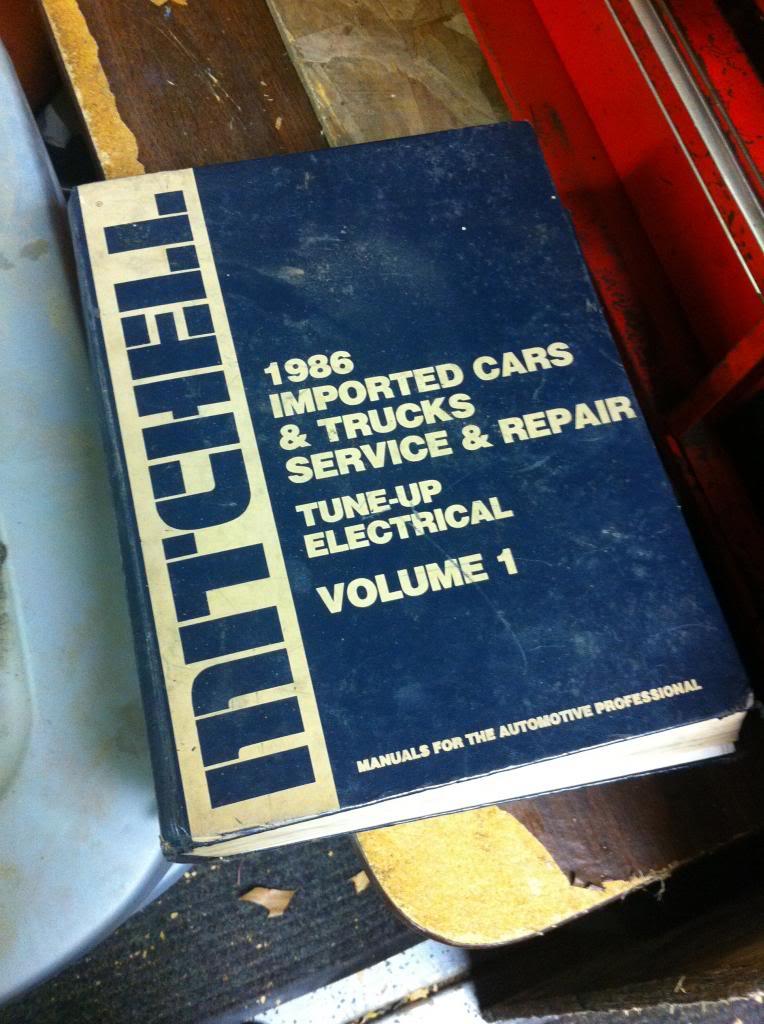 MITCHELL
1986
IMPORTED CARS
& TRUCKS
SERVICE & REPAIR
TUNE-UP
ELECTRICAL
VOLUME 1
MANUALS FOR THE AUTOMOTIVE PROFESSIONAL